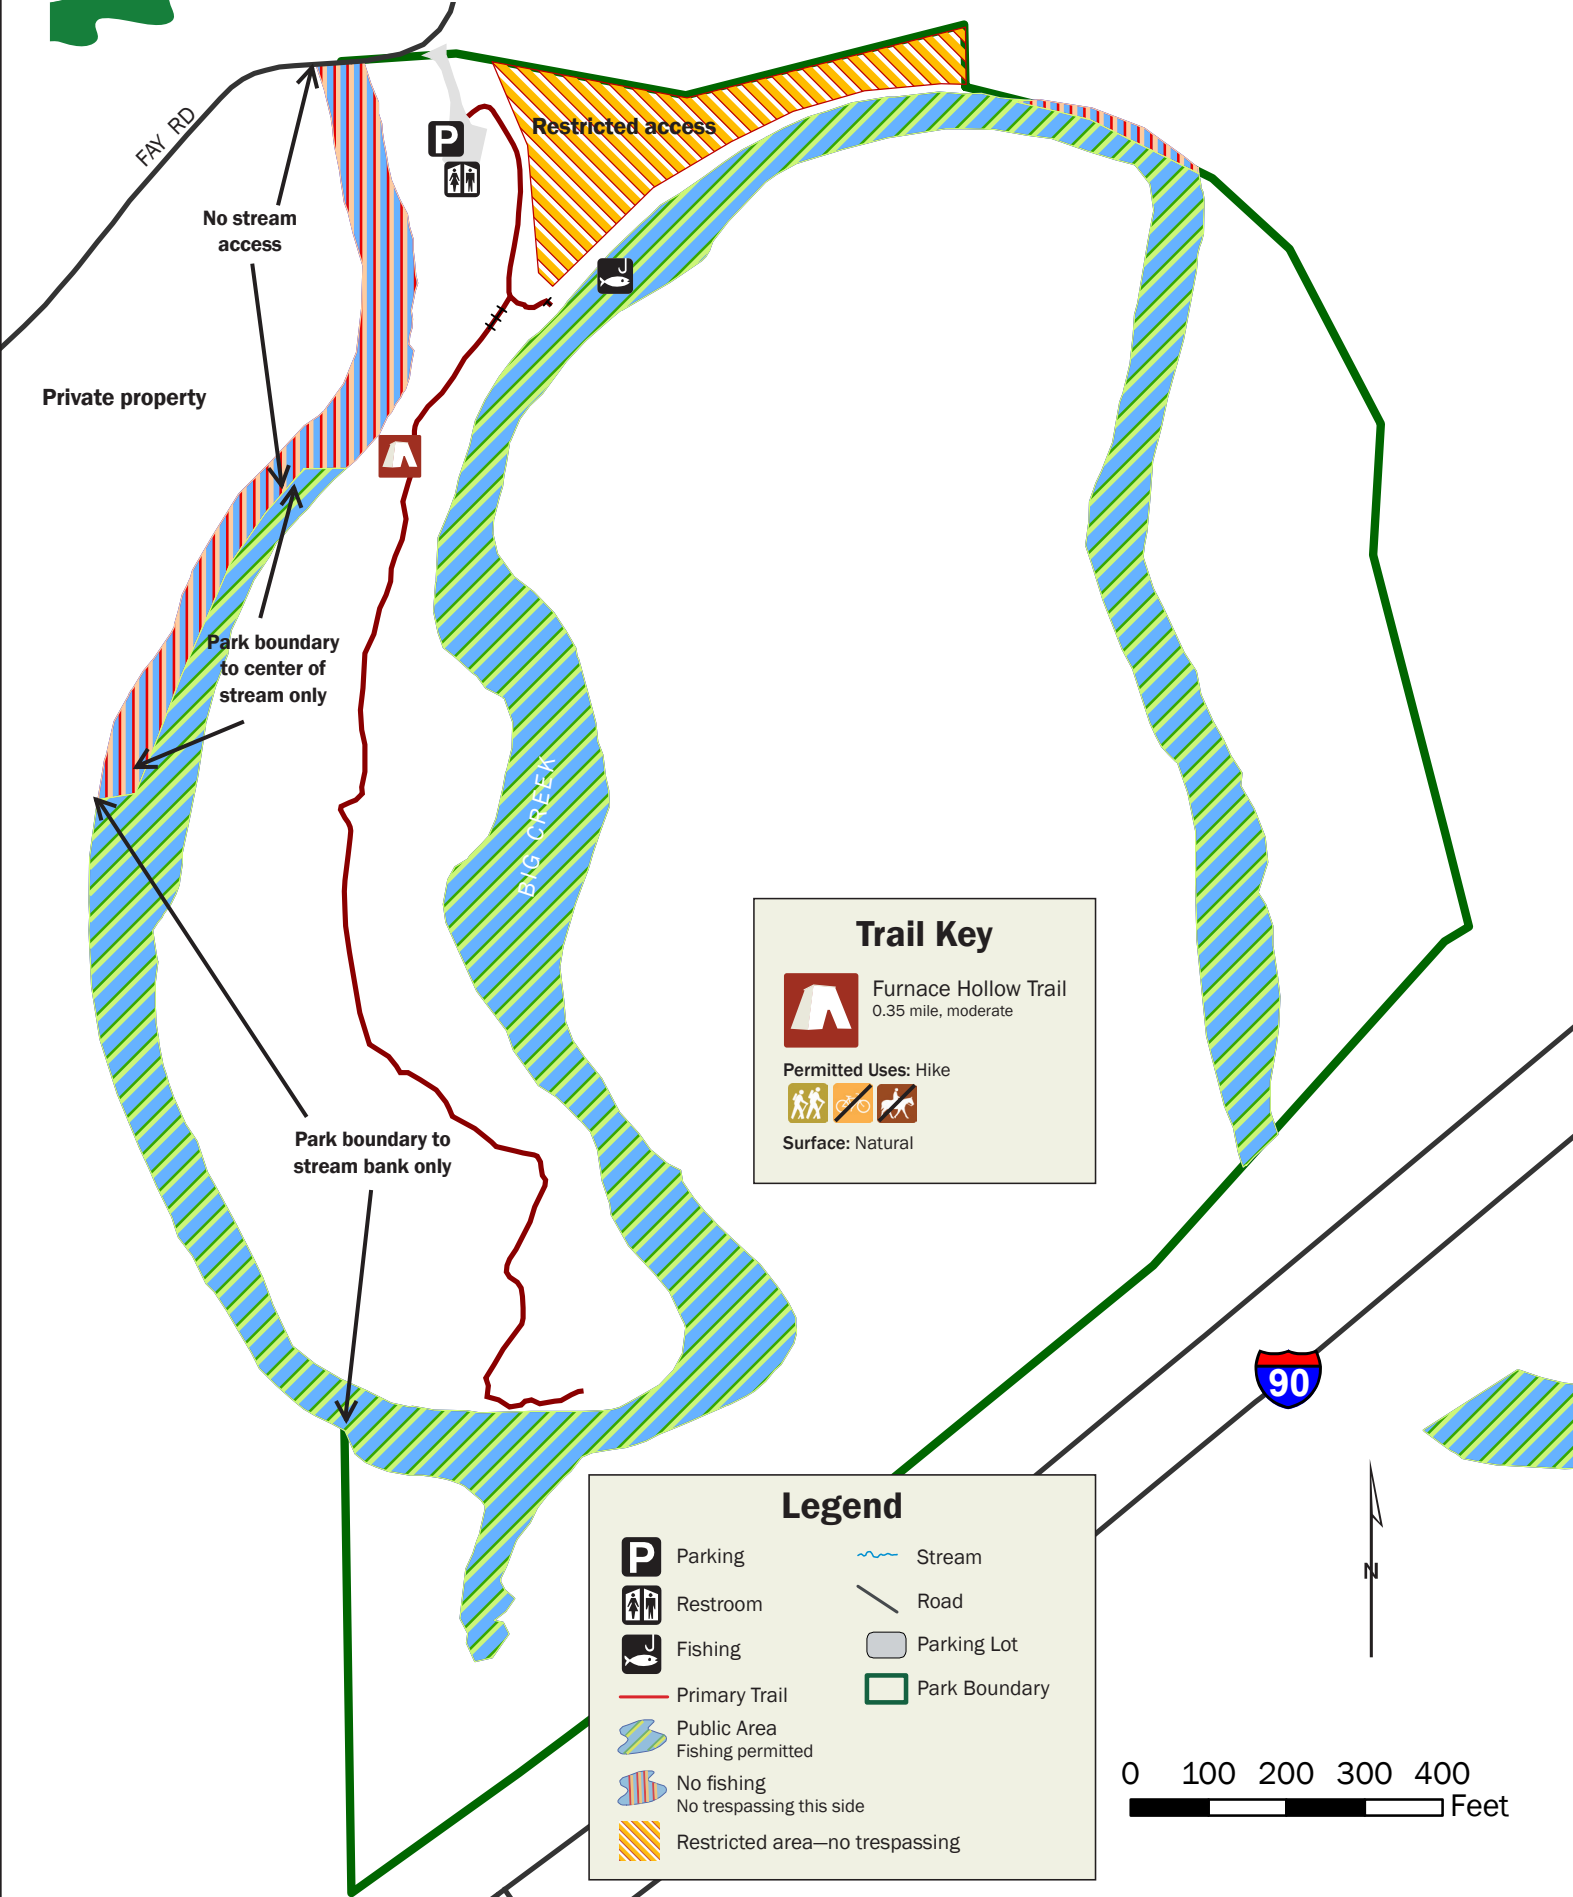 FAY RD
P
Restricted access
No stream
access
Private property
Park boundary
to center of
stream only
BIG CREEK
Trail Key
Furnace Hollow Trail
0.35 mile, moderate
Permitted Uses: Hike
Surface: Natural
Park boundary to
stream bank only
90
N
Legend
P Parking
Restroom
Fishing
Primary Trail
Public Area
Fishing permitted
No fishing
No trespassing this side
Restricted area—no trespassing
Stream
Road
Parking Lot
Park Boundary
0 100 200 300 400
Feet